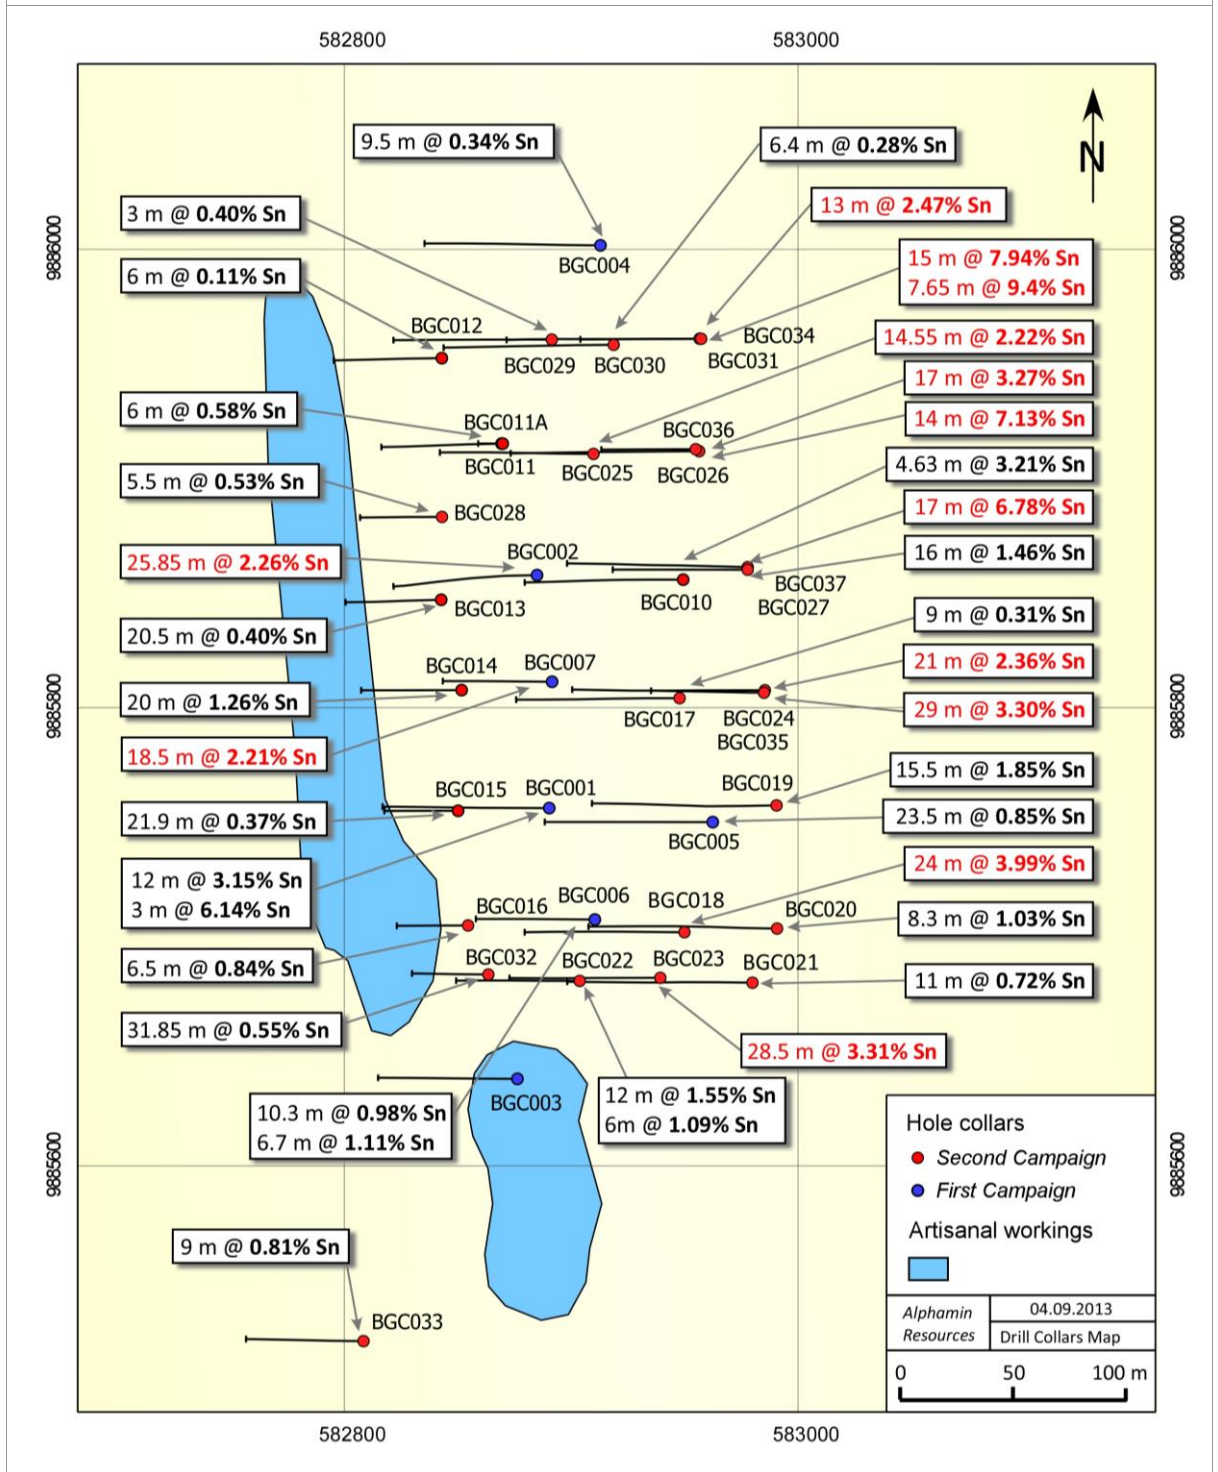 582800
583000
9.5 m @ 0.34% Sn
6.4 m @ 0.28% Sn
N
3 m @ 0.40% Sn
13 m @ 2.47% Sn
9886000
9886000
BGC004
6 m @ 0.11% Sn
15 m @ 7.94% Sn
7.65 m @ 9.4% Sn
BGC012
BGC034
BGC029
BGC030
BGC031
14.55 m @ 2.22% Sn
17 m @ 3.27% Sn
6 m @ 0.58% Sn
14 m @ 7.13% Sn
BGC011A
BGC036
BGC011
BGC025
BGC026
4.63 m @ 3.21% Sn
5.5 m @ 0.53% Sn
BGC028
17 m @ 6.78% Sn
25.85 m @ 2.26% Sn
BGC002
16 m @ 1.46% Sn
BGC037
BGC010
BGC027
BGC013
9 m @ 0.31% Sn
20.5 m @ 0.40% Sn
BGC014
BGC007
21 m @ 2.36% Sn
20 m @ 1.26% Sn
9885800
9885800
BGC017
BGC024
29 m @ 3.30% Sn
BGC035
18.5 m @ 2.21% Sn
15.5 m @ 1.85% Sn
BGC015
BGC001
BGC019
21.9 m @ 0.37% Sn
23.5 m @ 0.85% Sn
BGC005
24 m @ 3.99% Sn
12 m @ 3.15% Sn
3 m @ 6.14% Sn
BGC006
BGC018
BGC016
BGC020
8.3 m @ 1.03% Sn
6.5 m @ 0.84% Sn
BGC032
BGC022
BGC023
BGC021
11 m @ 0.72% Sn
31.85 m @ 0.55% Sn
28.5 m @ 3.31% Sn
BGC003
10.3 m @ 0.98% Sn
6.7 m @ 1.11% Sn
12 m @ 1.55% Sn
6m @ 1.09% Sn
9885600
9885600
Hole collars
Second Campaign
First Campaign
Artisanal workings
9 m @ 0.81% Sn
BGC033
Alphamin
Resources
04.09.2013
Drill Collars Map
0
50
100 m
582800
583000